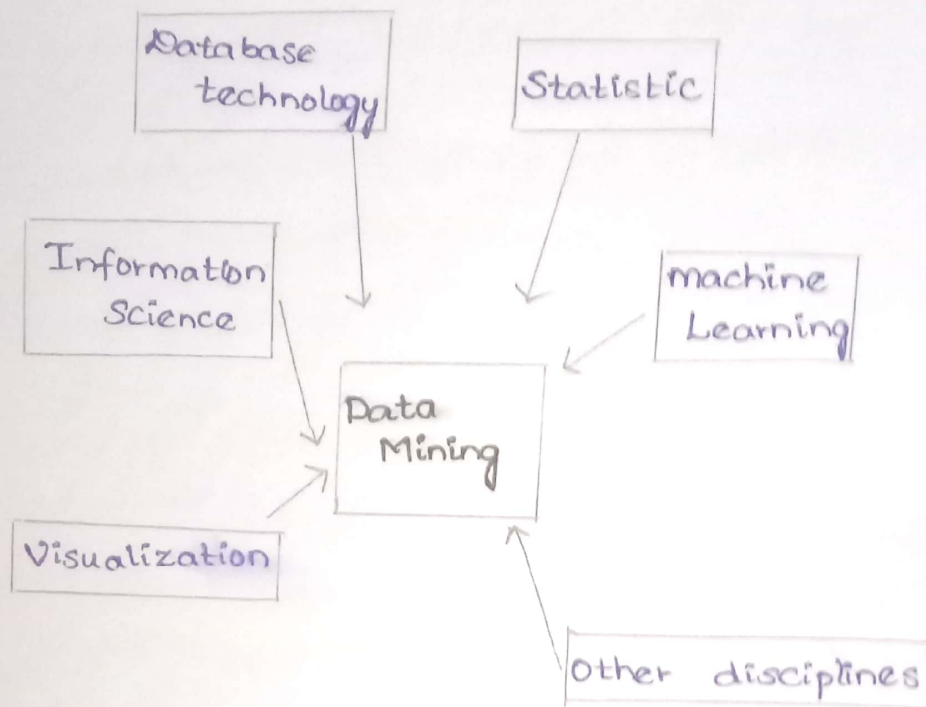 Database
technology
Statistic
Information
Science
machine
Learning
Data
Mining
Visualization
Other disciplines